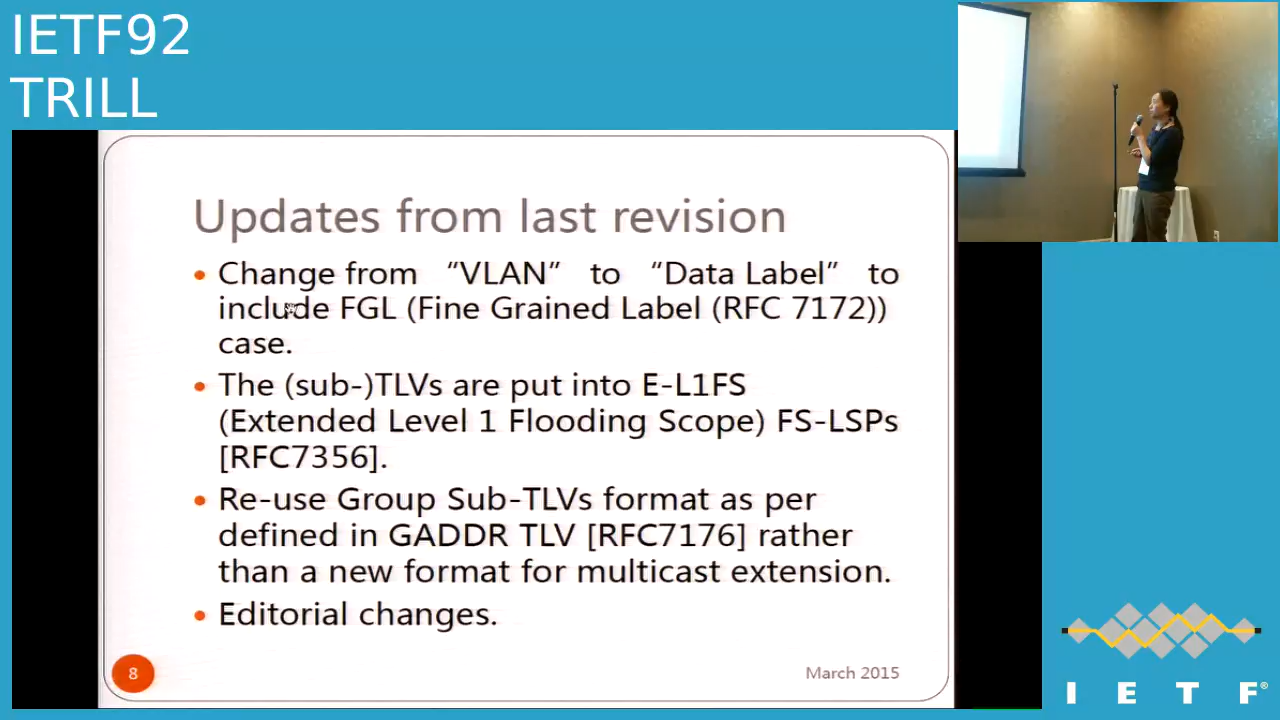 IETF92
TRILL
Updates from last revision
• Change from “VLAN” to “Data Label” to
include FGL (Fine Grained Label (RFC 7172))
case.
• The (sub-)TLVs are put into E-L1FS
(Extended Level 1 Flooding Scope) FS-LSPs
[RFC7356].
• Re-use Group Sub-TLVs format as per
defined in GADDR TLV [RFC7176] rather
than a new format for multicast extension.
• Editorial changes.
8
March 2015
I E T F®